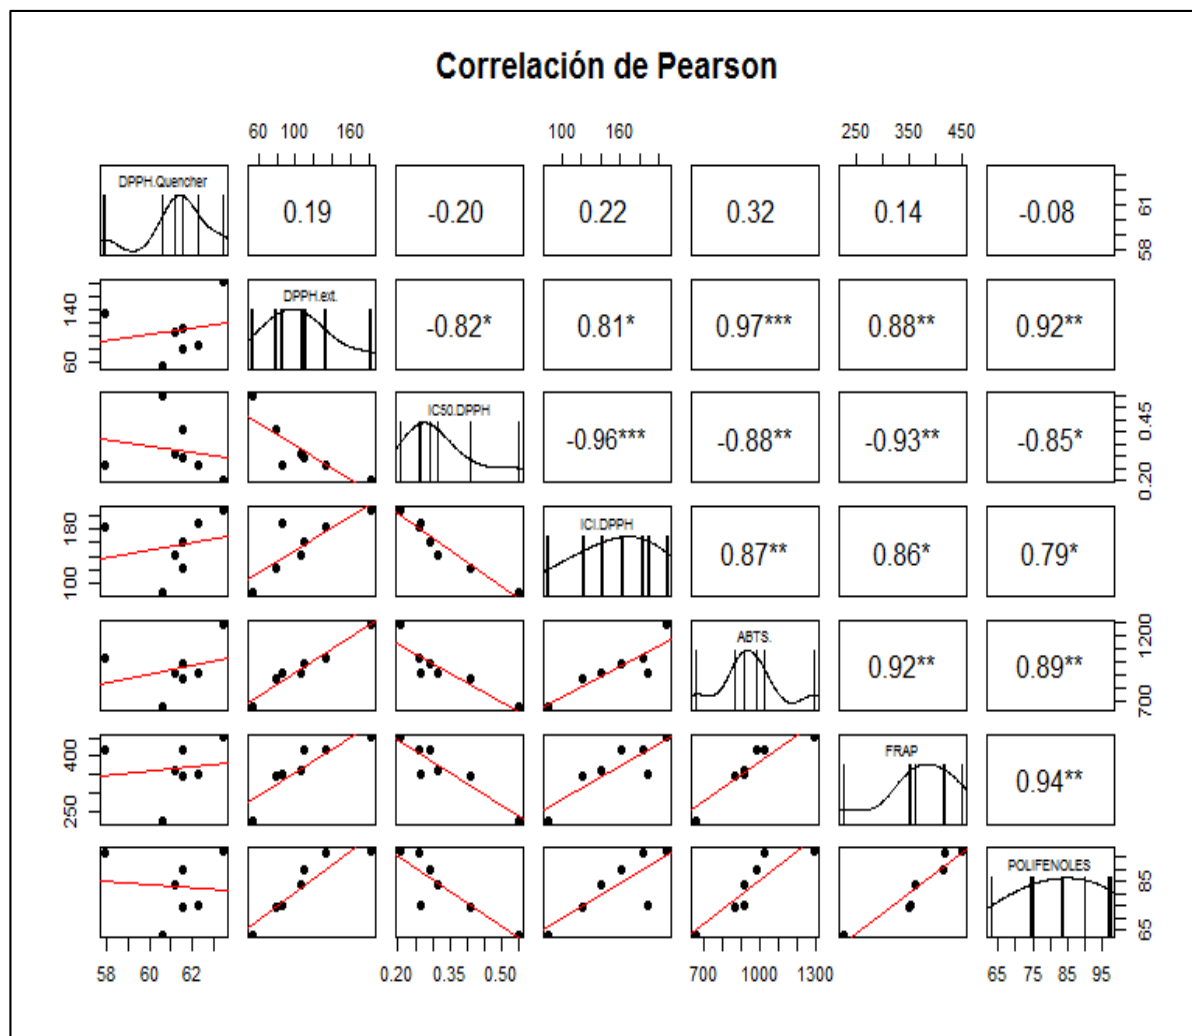 Correlación de Pearson
60 100 160 100 160 250 350 450
DPPH.Quencher 0.19 -0.20 0.22 0.32 0.14 -0.08 58 61
60 140 DPPH.ext. -0.82* 0.81* 0.97*** 0.88** 0.92**
IC50.DPPH -0.96*** -0.88** -0.93** -0.85* 0.20 0.45
100 180 ICI.DPPH 0.87** 0.86* 0.79*
ABTS. 0.92** 0.89** 700 1200
250 400 FRAP 0.94**
POLIFENOLES 65 85
58 60 62 0.20 0.35 0.50 700 1000 1300 65 75 85 95